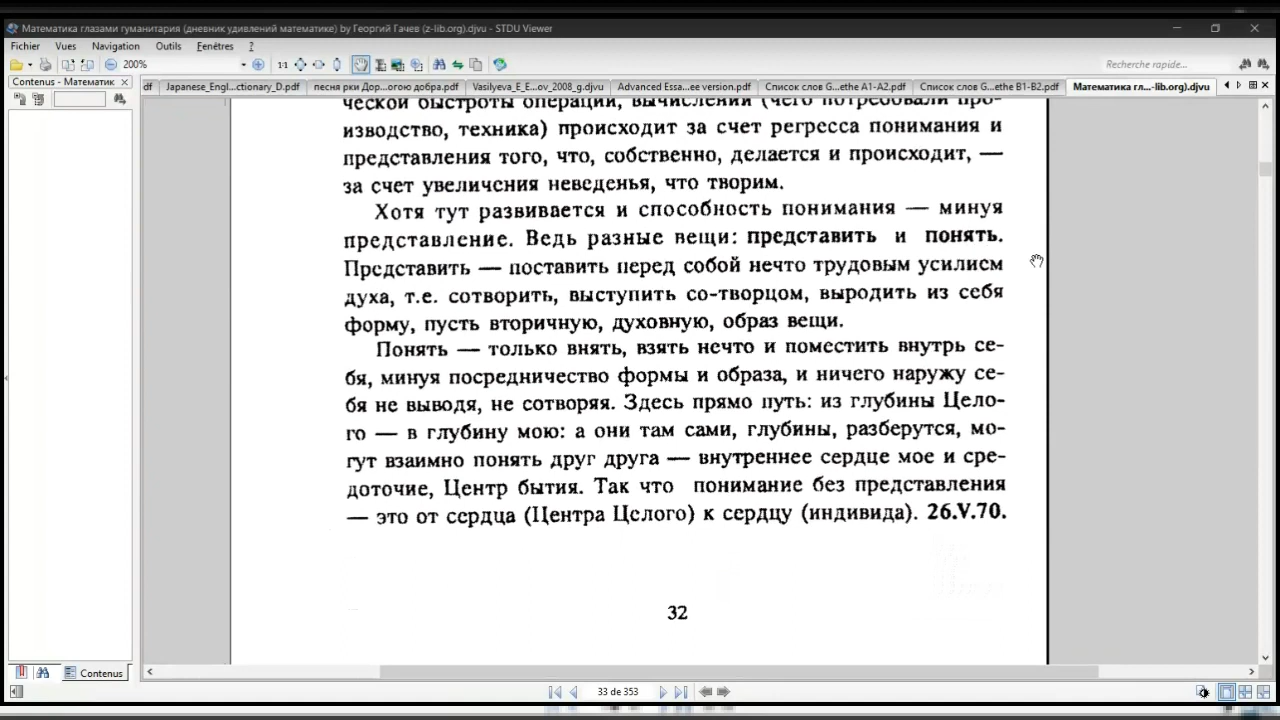 Математика глазами гуманитария (дневник удивлений математике) by Георгий Гачев (z-lib.org).djvu - STDU Viewer
Fichier Vues Navigation Outils Fenêtres ?
200% 1:1 Recherche rapide...
Contenus - Математик df Japanese_Engl...ctionary_D.pdf песня рки Дор...огою добра.pdf Vasilyeva_E_E...ov_2008_g.djvu Advanced Essa...ee version.pdf Список слов G...ethe A1-A2.pdf Список слов G...ethe B1-B2.pdf Математика гл...-lib.org).djvu
ческой быстроты операций, вычислений (чего потребовали про-
изводство, техника) происходит за счет регресса понимания и
представления того, что, собственно, делается и происходит, —
за счет увеличения неведенья, что творим.
Хотя тут развивается и способность понимания — минуя
представление. Ведь разные вещи: представить и понять.
Представить — поставить перед собой нечто трудовым усилием
духа, т.е. сотворить, выступить со-творцом, выродить из себя
форму, пусть вторичную, духовную, образ вещи.
Понять — только внять, взять нечто и поместить внутрь се-
бя, минуя посредничество формы и образа, и ничего наружу се-
бя не выводя, не сотворяя. Здесь прямо путь: из глубины Цело-
го — в глубину мою: а они там сами, глубины, разберутся, мо-
гут взаимно понять друг друга — внутреннее сердце мое и сре-
доточие, Центр бытия. Так что понимание без представления
— это от сердца (Центра Целого) к сердцу (индивида). 26.V.70.
32
Contenus
33 de 353